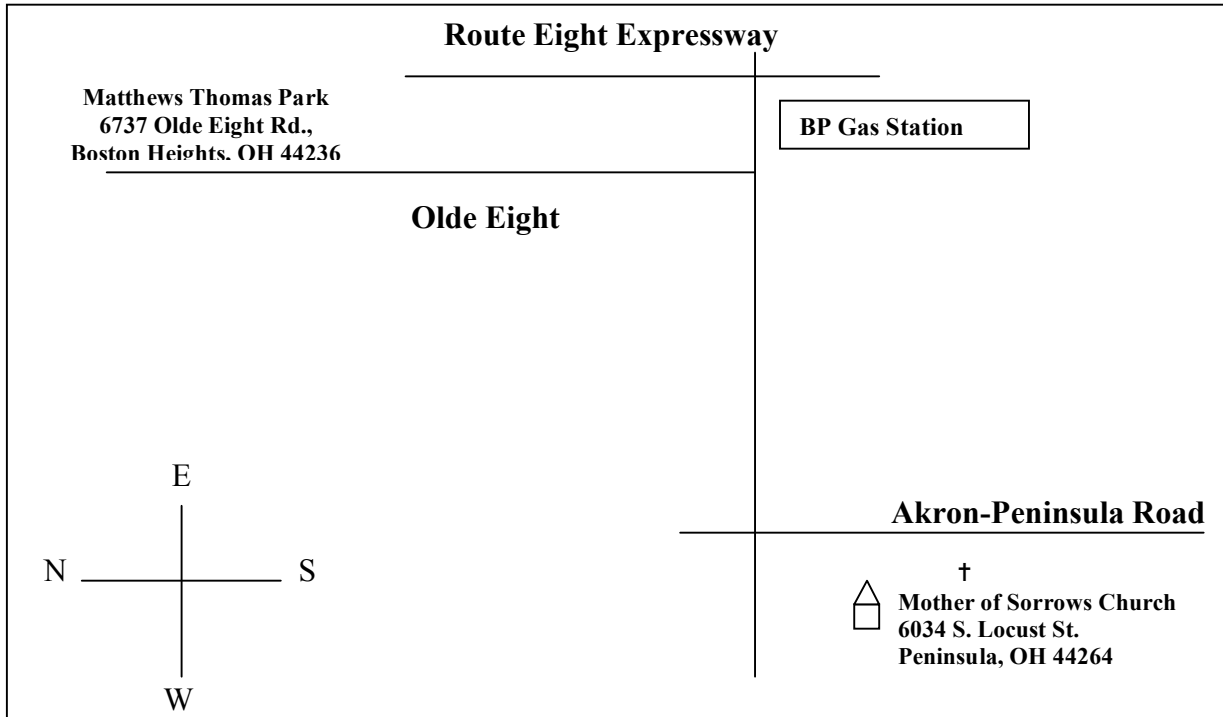 Route Eight Expressway
Matthews Thomas Park
6737 Olde Eight Rd.,
Boston Heights, OH 44236
BP Gas Station
Olde Eight
E
N
S
W
Akron-Peninsula Road
Mother of Sorrows Church
6034 S. Locust St.
Peninsula, OH 44264